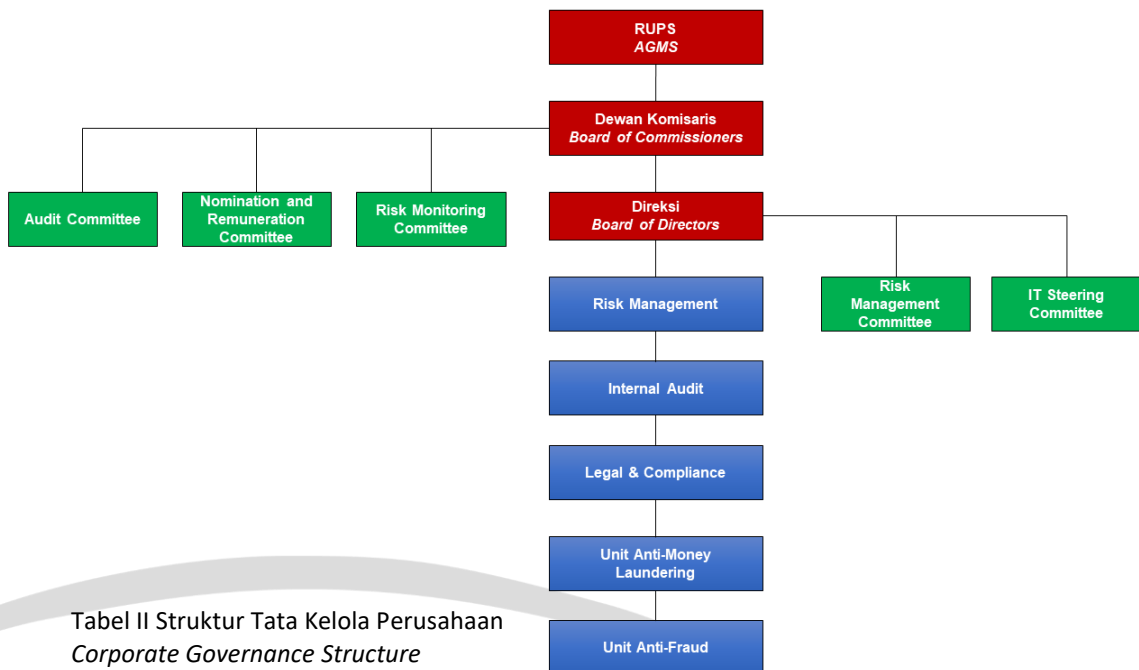 RUPS
AGMS
Dewan Komisaris
Board of Commissioners
Audit Committee
Nomination and
Remuneration
Committee
Risk Monitoring
Committee
Direksi
Board of Directors
Risk Management
Risk
Management
Committee
IT Steering
Committee
Internal Audit
Legal & Compliance
Unit Anti-Money
Laundering
Unit Anti-Fraud
Tabel II Struktur Tata Kelola Perusahaan
Corporate Governance Structure